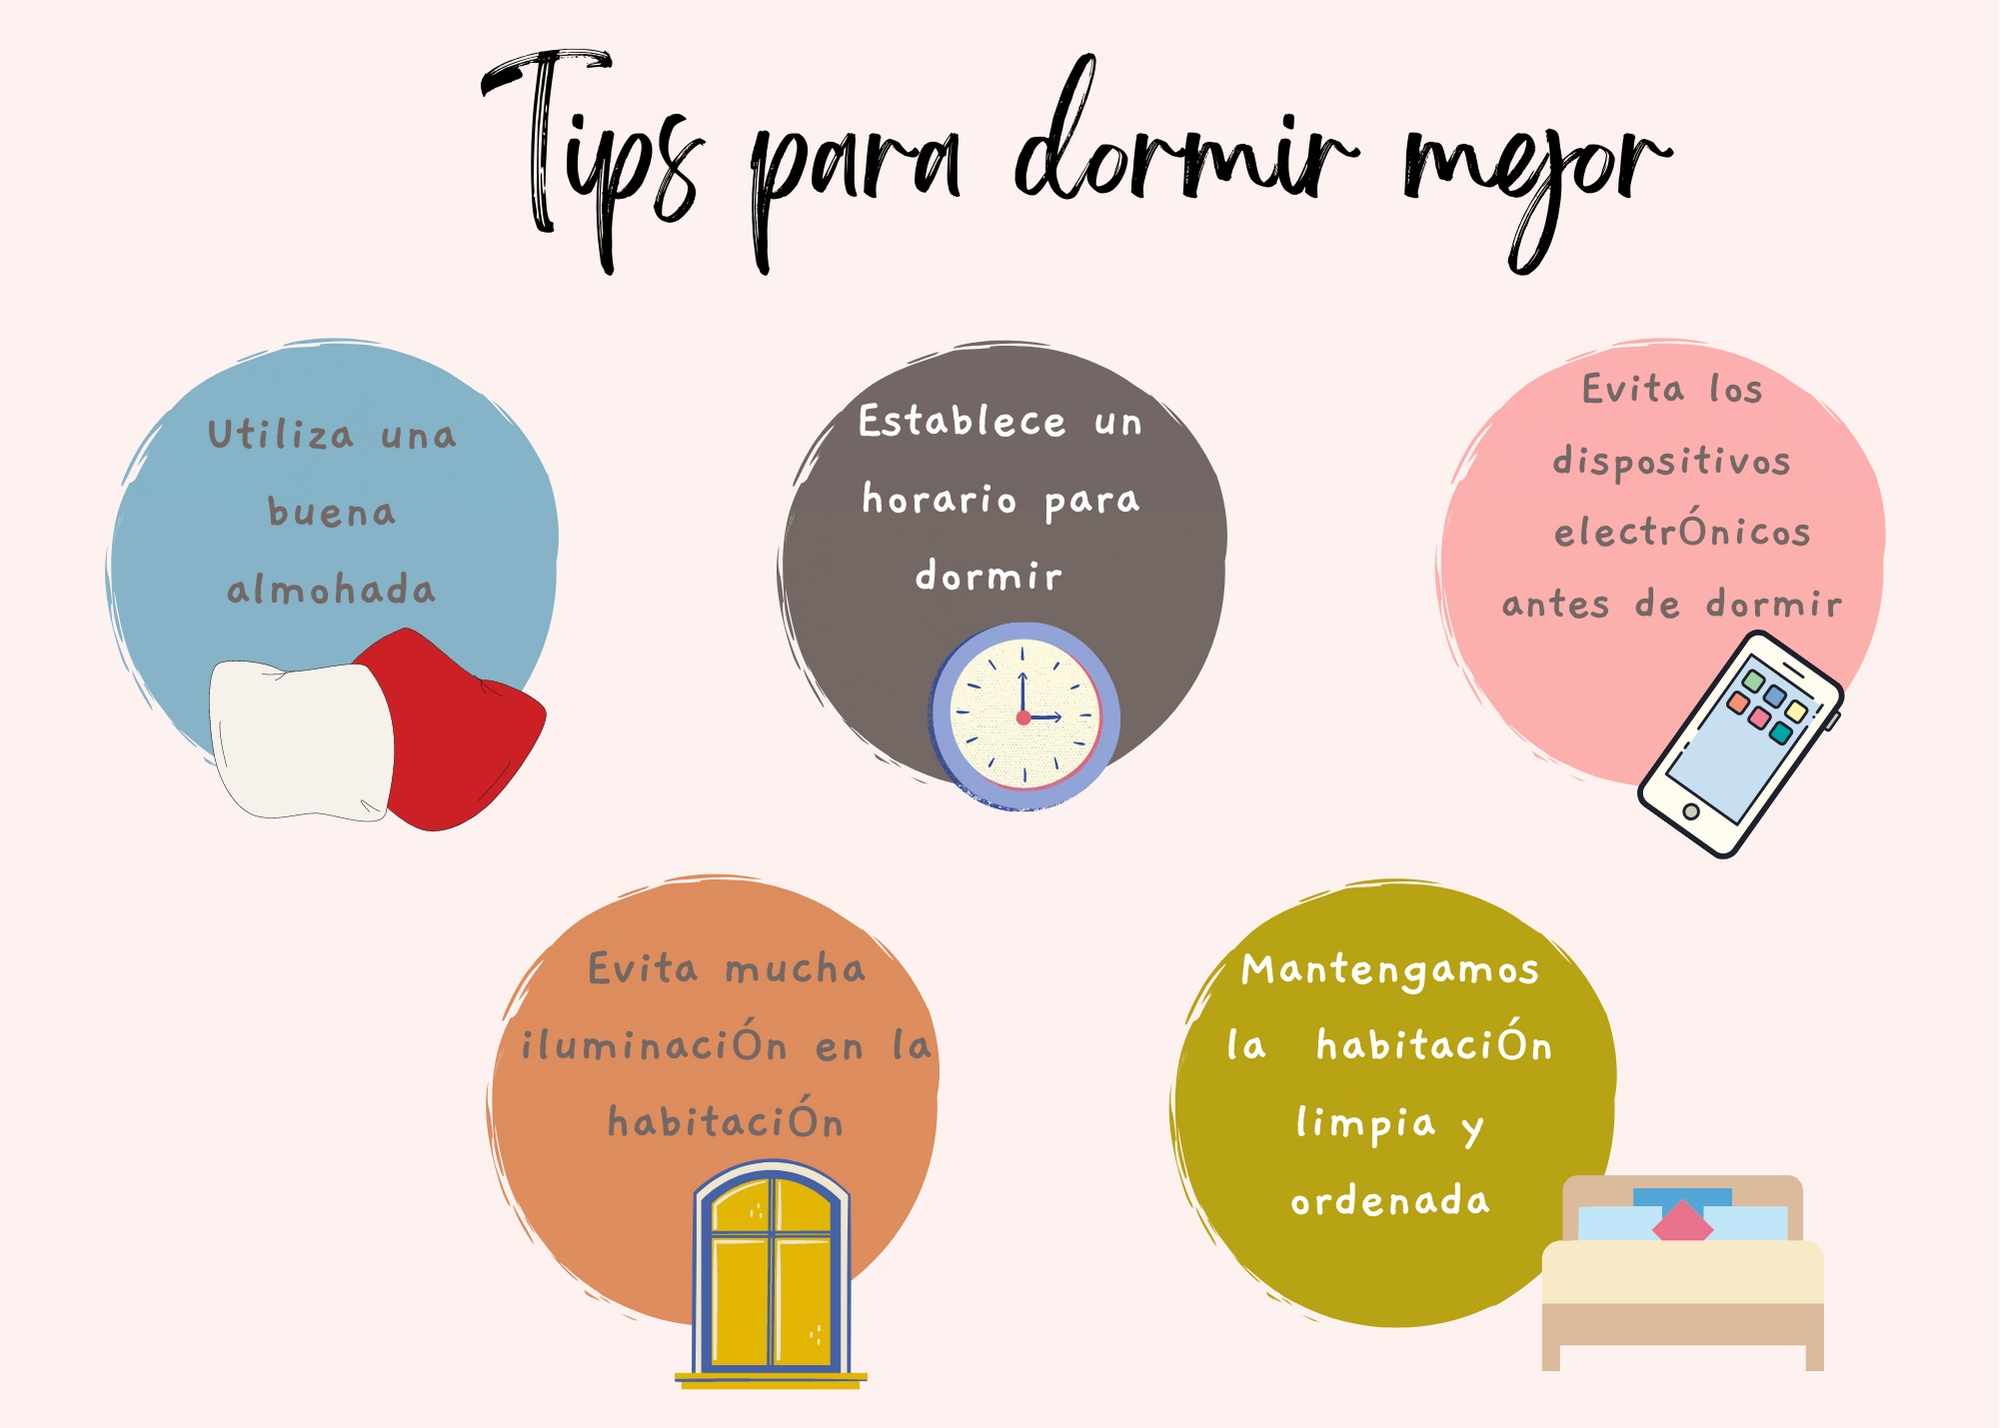 Tips para dormir mejor
Utiliza una
buena
almohada
Establece un
horario para
dormir
Evita los
dispositivos
electrÓnicos
antes de dormir
Evita mucha
iluminaciÓn en la
habitaciÓn
Mantengamos
la habitaciÓn
limpia y
ordenada